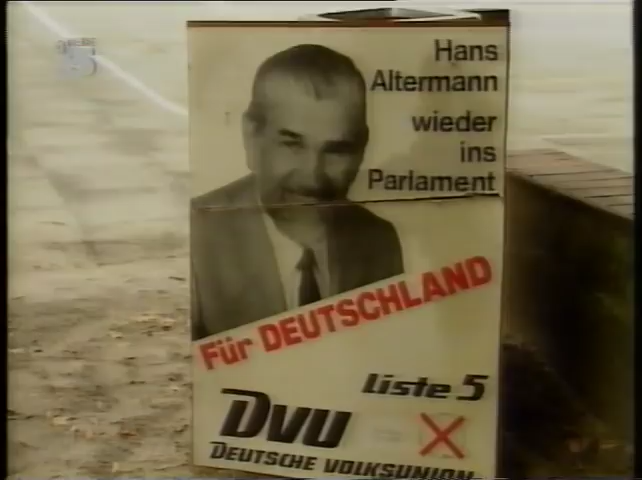 Hans
Altermann
wieder
ins
Parlament
Für DEUTSCHLAND
Liste 5
DVU
DEUTSCHE VOLKSUNION